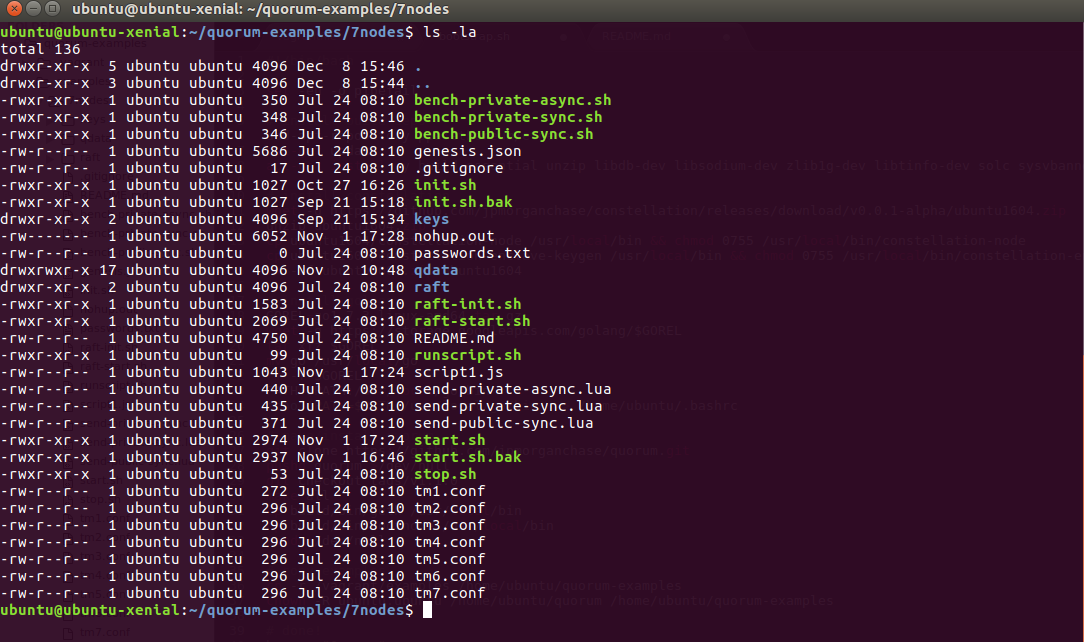 ubuntu@ubuntu-xenial: ~/quorum-examples/7nodes
ubuntu@ubuntu-xenial:~/quorum-examples/7nodes$ ls -la
total 136
drwxr-xr-x  5 ubuntu ubuntu 4096 Dec  8 15:46 .
drwxr-xr-x  3 ubuntu ubuntu 4096 Dec  8 15:44 ..
-rwxr-xr-x  1 ubuntu ubuntu  350 Jul 24 08:10 bench-private-async.sh
-rwxr-xr-x  1 ubuntu ubuntu  348 Jul 24 08:10 bench-private-sync.sh
-rwxr-xr-x  1 ubuntu ubuntu  346 Jul 24 08:10 bench-public-sync.sh
-rw-r--r--  1 ubuntu ubuntu 5686 Jul 24 08:10 genesis.json
-rw-r--r--  1 ubuntu ubuntu   17 Jul 24 08:10 .gitignore
-rwxr-xr-x  1 ubuntu ubuntu 1027 Oct 27 16:26 init.sh
-rwxr-xr-x  1 ubuntu ubuntu 1027 Sep 21 15:18 init.sh.bak
drwxr-xr-x  2 ubuntu ubuntu 4096 Sep 21 15:34 keys
-rw-------  1 ubuntu ubuntu 6052 Nov  1 17:28 nohup.out
-rw-r--r--  1 ubuntu ubuntu    0 Jul 24 08:10 passwords.txt
drwxrwxr-x 17 ubuntu ubuntu 4096 Nov  2 10:48 qdata
drwxr-xr-x  2 ubuntu ubuntu 4096 Jul 24 08:10 raft
-rwxr-xr-x  1 ubuntu ubuntu 1583 Jul 24 08:10 raft-init.sh
-rwxr-xr-x  1 ubuntu ubuntu 2069 Jul 24 08:10 raft-start.sh
-rw-r--r--  1 ubuntu ubuntu 4750 Jul 24 08:10 README.md
-rwxr-xr-x  1 ubuntu ubuntu   99 Jul 24 08:10 runscript.sh
-rw-r--r--  1 ubuntu ubuntu 1043 Nov  1 17:24 script1.js
-rw-r--r--  1 ubuntu ubuntu  440 Jul 24 08:10 send-private-async.lua
-rw-r--r--  1 ubuntu ubuntu  435 Jul 24 08:10 send-private-sync.lua
-rw-r--r--  1 ubuntu ubuntu  371 Jul 24 08:10 send-public-sync.lua
-rwxr-xr-x  1 ubuntu ubuntu 2974 Nov  1 17:24 start.sh
-rwxr-xr-x  1 ubuntu ubuntu 2937 Nov  1 16:46 start.sh.bak
-rwxr-xr-x  1 ubuntu ubuntu   53 Jul 24 08:10 stop.sh
-rw-r--r--  1 ubuntu ubuntu  272 Jul 24 08:10 tm1.conf
-rw-r--r--  1 ubuntu ubuntu  296 Jul 24 08:10 tm2.conf
-rw-r--r--  1 ubuntu ubuntu  296 Jul 24 08:10 tm3.conf
-rw-r--r--  1 ubuntu ubuntu  296 Jul 24 08:10 tm4.conf
-rw-r--r--  1 ubuntu ubuntu  296 Jul 24 08:10 tm5.conf
-rw-r--r--  1 ubuntu ubuntu  296 Jul 24 08:10 tm6.conf
-rw-r--r--  1 ubuntu ubuntu  296 Jul 24 08:10 tm7.conf
ubuntu@ubuntu-xenial:~/quorum-examples/7nodes$